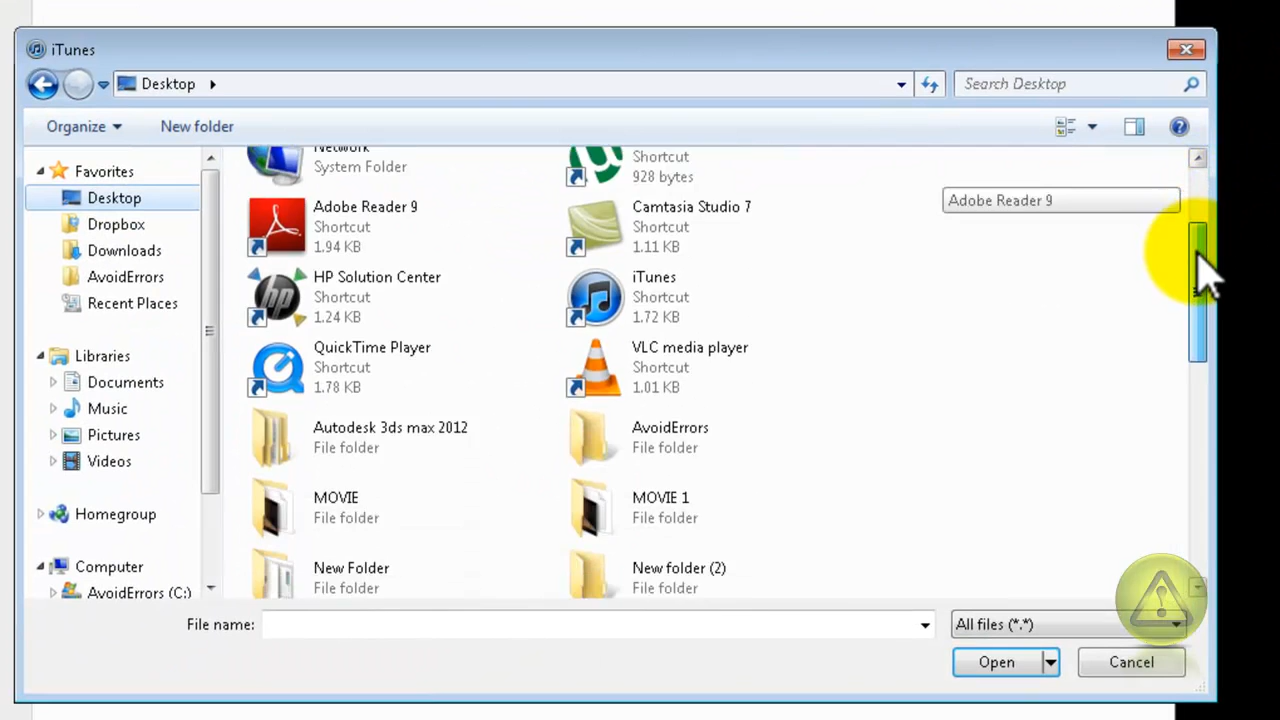 iTunes
Desktop
Search Desktop
Organize
New folder
Favorites
Desktop
Dropbox
Downloads
AvoidErrors
Recent Places
Libraries
Documents
Music
Pictures
Videos
Homegroup
Computer
AvoidErrors (C:)
Network
System Folder
Shortcut
928 bytes
Adobe Reader 9
Shortcut
1.94 KB
Camtasia Studio 7
Shortcut
1.11 KB
HP Solution Center
Shortcut
1.24 KB
iTunes
Shortcut
1.72 KB
QuickTime Player
Shortcut
1.78 KB
VLC media player
Shortcut
1.01 KB
Autodesk 3ds max 2012
File folder
AvoidErrors
File folder
MOVIE
File folder
MOVIE 1
File folder
New Folder
File folder
New folder (2)
File folder
Adobe Reader 9
File name:
All files (*.*)
Open
Cancel